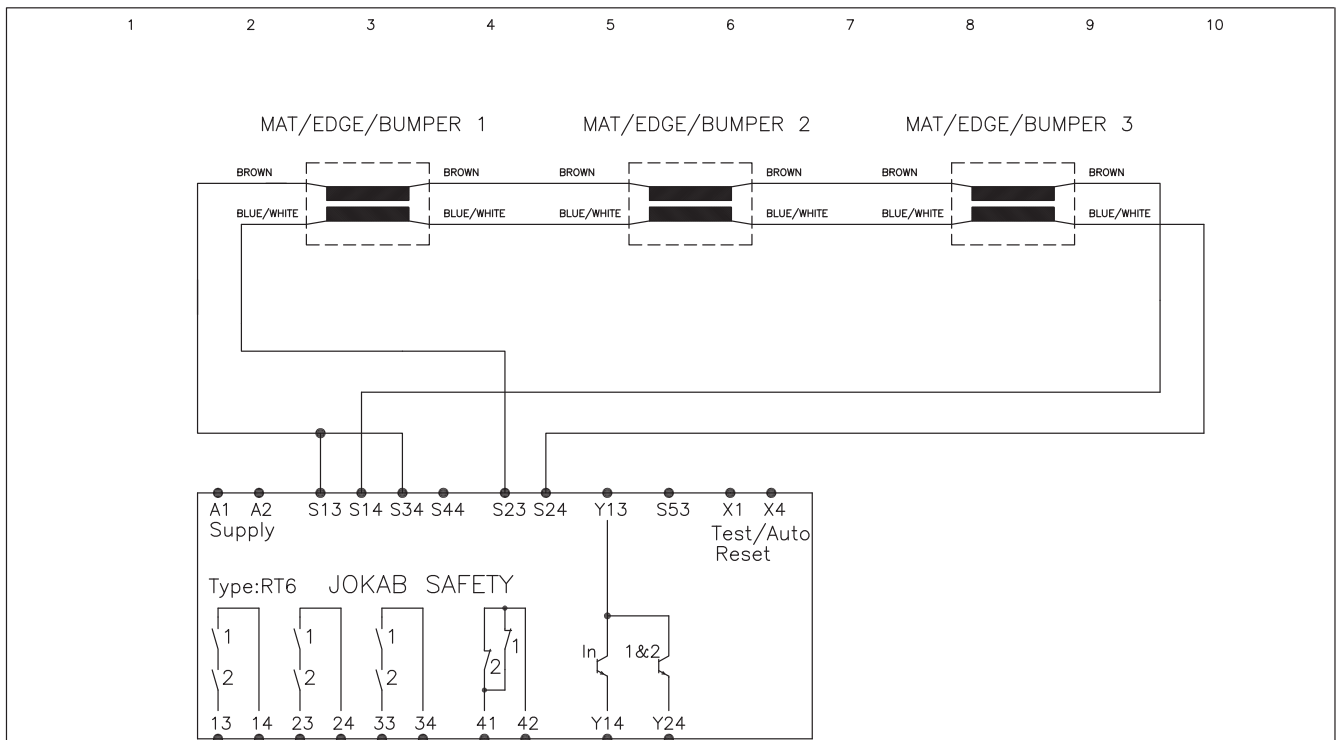 1 2 3 4 5 6 7 8 9 10
MAT/EDGE/BUMPER 1 MAT/EDGE/BUMPER 2 MAT/EDGE/BUMPER 3
BROWN BROWN BROWN BROWN BROWN BROWN
BLUE/WHITE BLUE/WHITE BLUE/WHITE BLUE/WHITE BLUE/WHITE BLUE/WHITE
A1 A2 S13 S14 S34 S44 S23 S24 Y13 S53 X1 X4
Supply Test/Auto
Reset
Type:RT6 JOKAB SAFETY
1 1 1 1
In 1&2
2 2 2 2
13 14 23 24 33 34 41 42 Y14 Y24